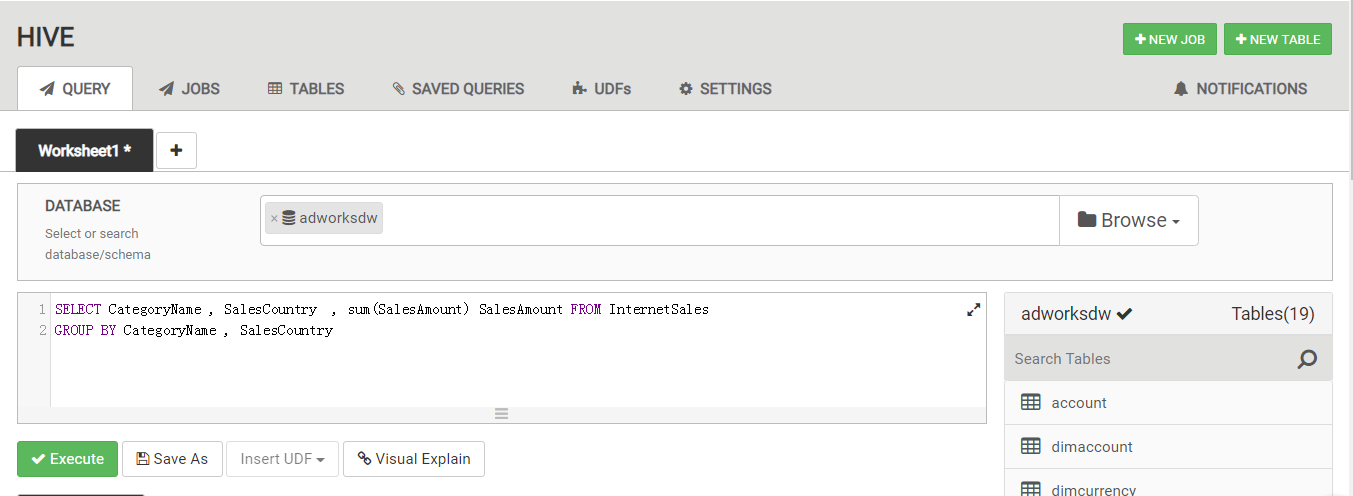 HIVE
NEW JOB NEW TABLE
QUERY JOBS TABLES SAVED QUERIES UDFs SETTINGS NOTIFICATIONS
Worksheet1 *
DATABASE
Select or search
database/schema
× adworksdw
Browse
1 SELECT CategoryName , SalesCountry , sum(SalesAmount) SalesAmount FROM InternetSales
2 GROUP BY CategoryName , SalesCountry
adworksdw Tables(19)
Search Tables
account
dimaccount
dimcurrency
Execute Save As Insert UDF Visual Explain